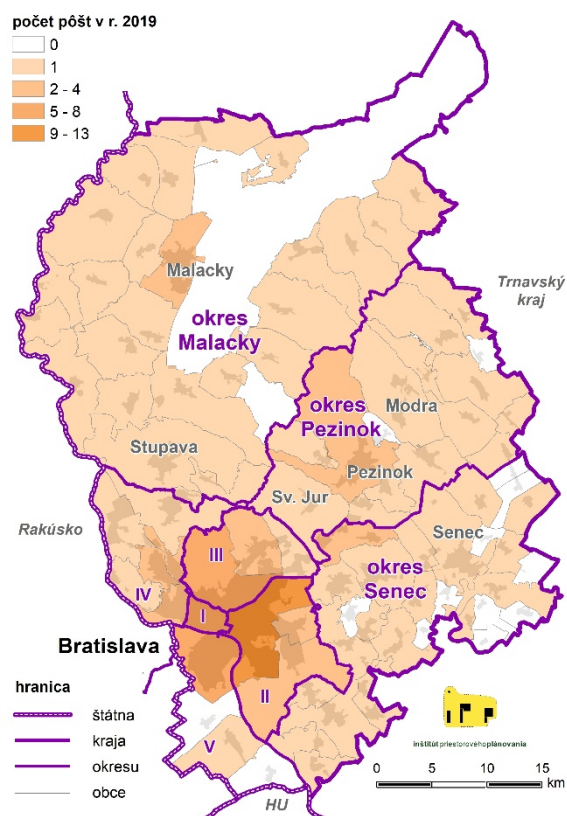 počet pôšt v r. 2019
0
1
2 - 4
5 - 8
9 - 13
Malacky
okres
Malacky
Trnavský
kraj
okres
Pezinok
Modra
Stupava
Pezinok
Sv. Jur
Rakúsko
Senec
III
okres
Senec
IV
I
Bratislava
II
hranica
štátna
kraja
okresu
obce
V
HU
inštitút priestorového plánovania
0 5 10 15
km